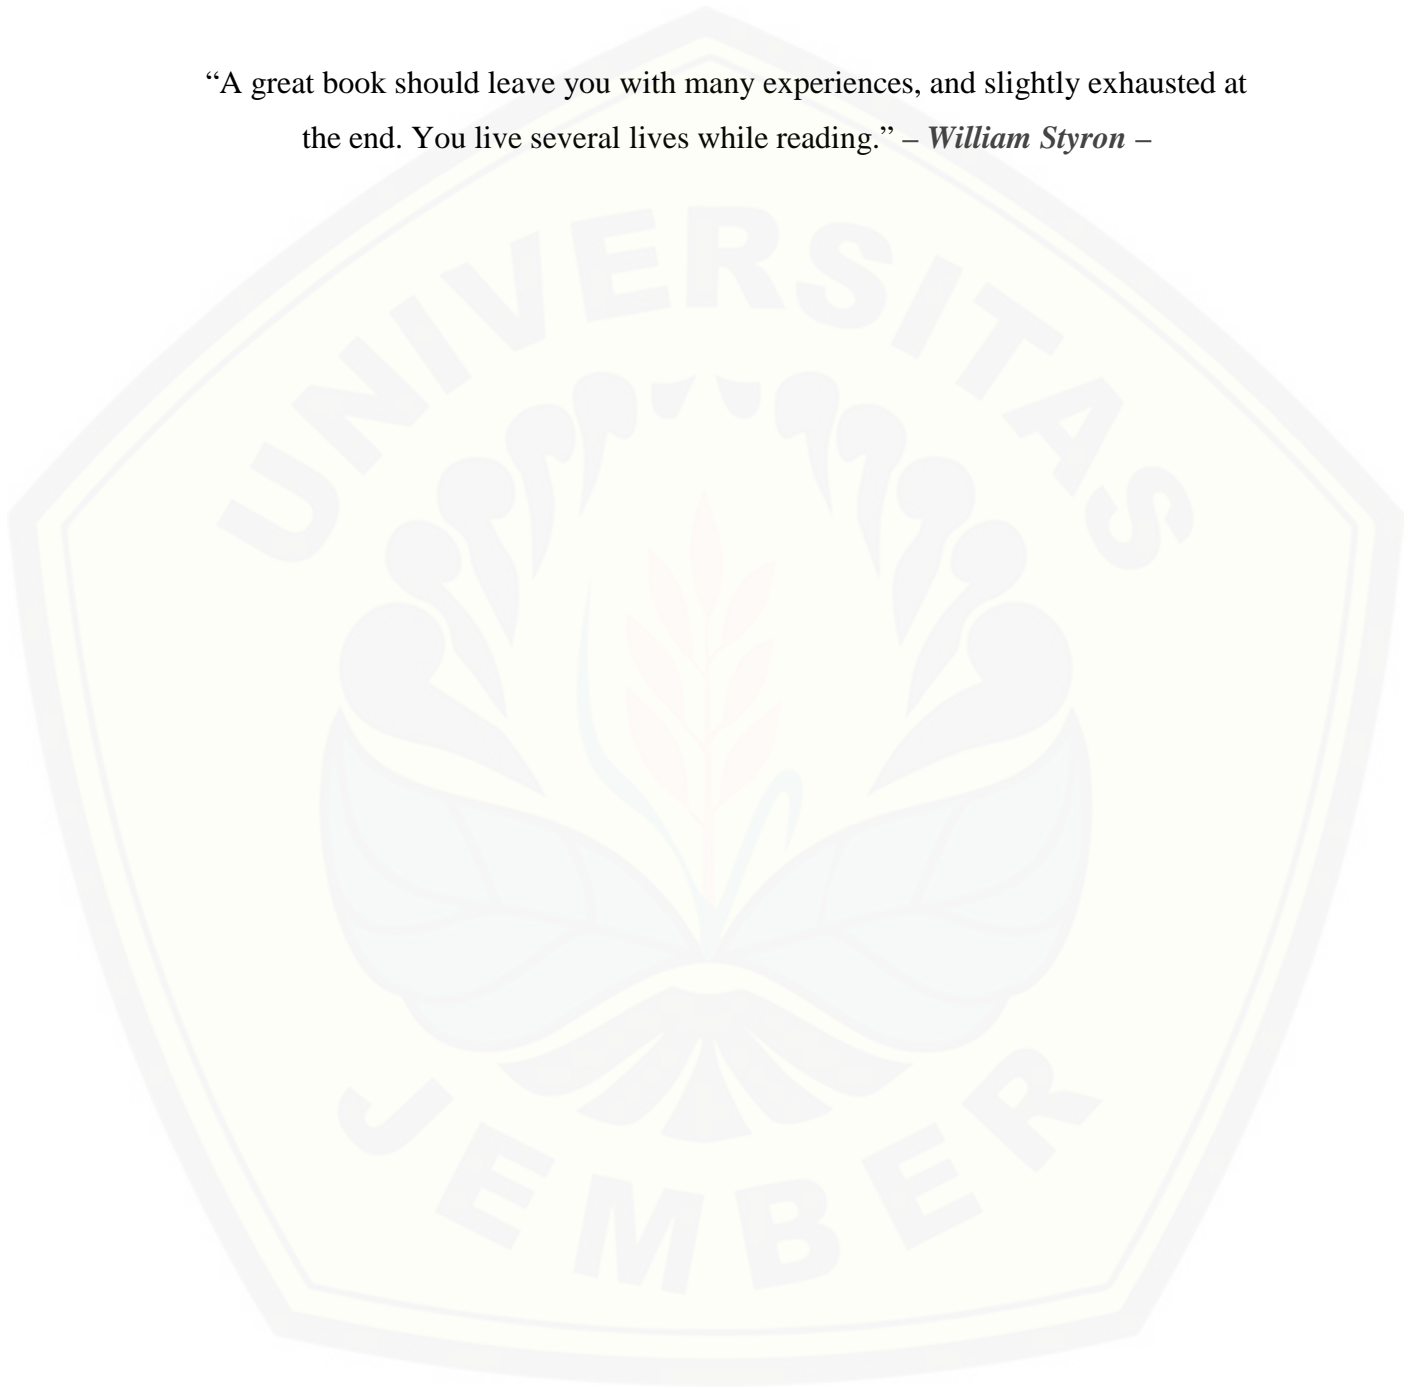 “A great book should leave you with many experiences, and slightly exhausted at
the end. You live several lives while reading.” – William Styron –
UNIVERSITAS
JEMBER